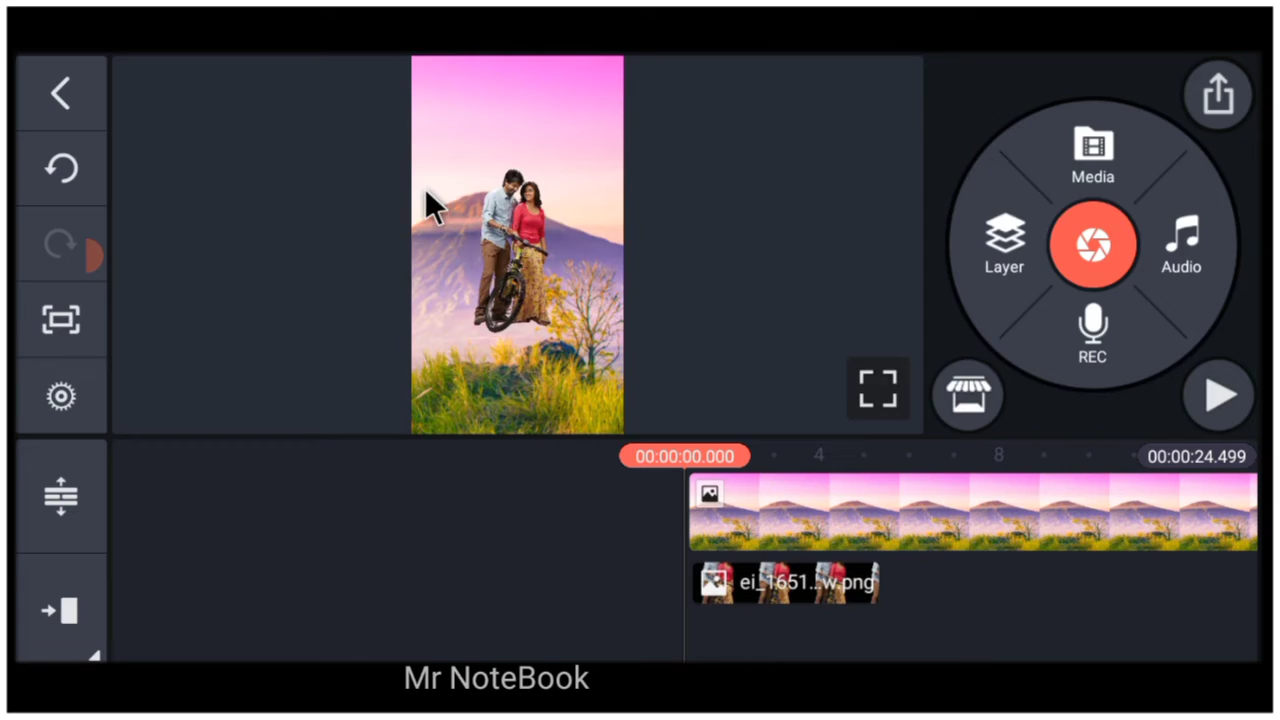 Media
Layer
Audio
REC
00:00:00.000
4
8
00:00:24.499
ei_1651...w.png
Mr NoteBook